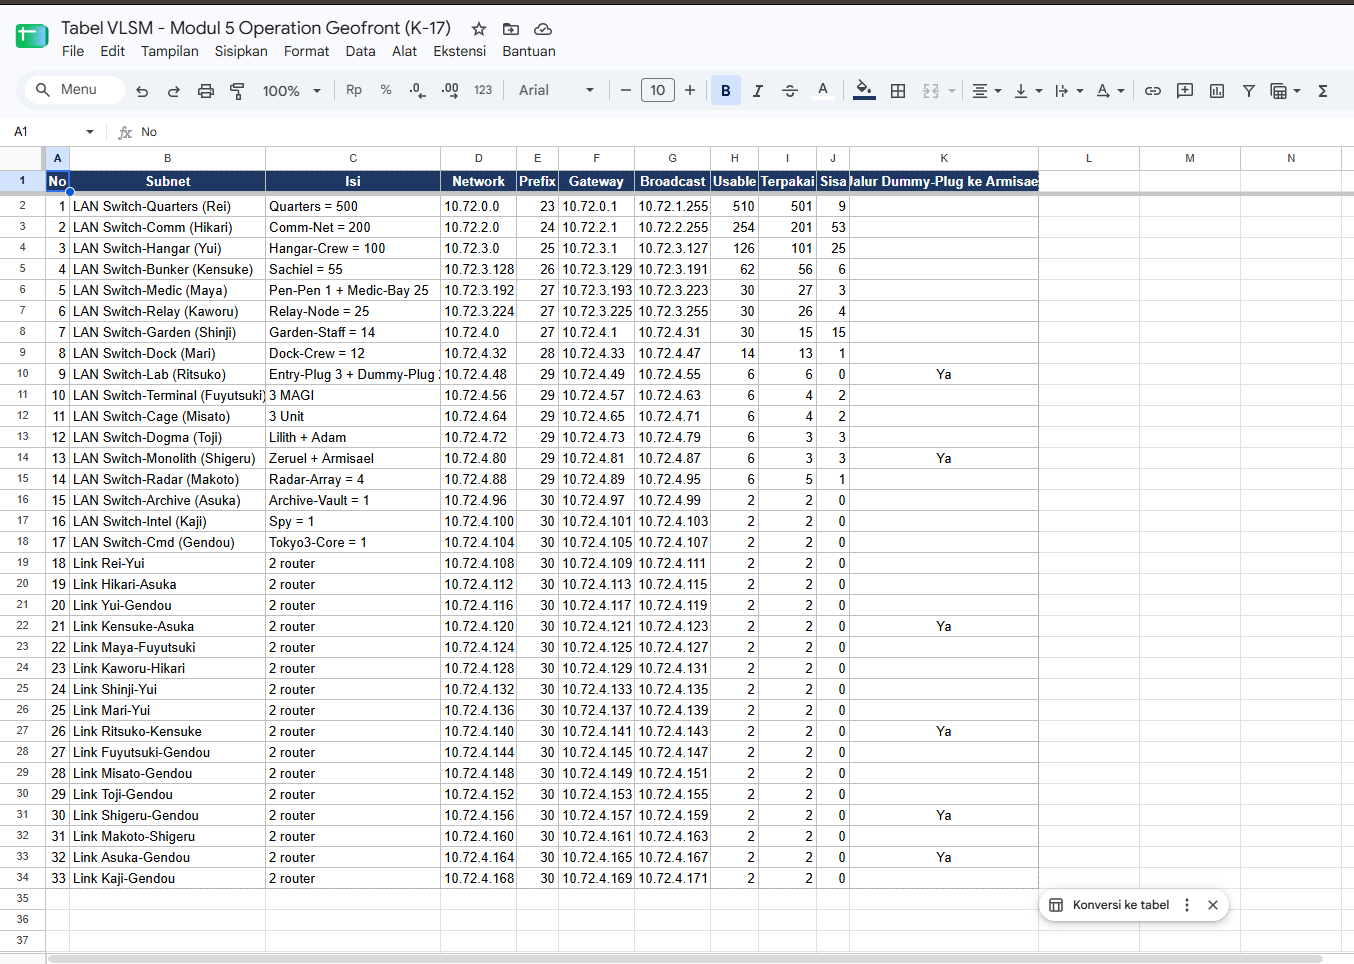 Tabel VLSM - Modul 5 Operation Geofront (K-17)
File Edit Tampilan Sisipkan Format Data Alat Ekstensi Bantuan
Menu 100% Rp % .0 .00 123 Arial 10 B I A A Σ
A1 fx No
A B C D E F G H I J K L M N
1 No Subnet Isi Network Prefix Gateway Broadcast Usable Terpakai Sisa Jalur Dummy-Plug ke Armisae
2 1 LAN Switch-Quarters (Rei) Quarters = 500 10.72.0.0 23 10.72.0.1 10.72.1.255 510 501 9
3 2 LAN Switch-Comm (Hikari) Comm-Net = 200 10.72.2.0 24 10.72.2.1 10.72.2.255 254 201 53
4 3 LAN Switch-Hangar (Yui) Hangar-Crew = 100 10.72.3.0 25 10.72.3.1 10.72.3.127 126 101 25
5 4 LAN Switch-Bunker (Kensuke) Sachiel = 55 10.72.3.128 26 10.72.3.129 10.72.3.191 62 56 6
6 5 LAN Switch-Medic (Maya) Pen-Pen 1 + Medic-Bay 25 10.72.3.192 27 10.72.3.193 10.72.3.223 30 27 3
7 6 LAN Switch-Relay (Kaworu) Relay-Node = 25 10.72.3.224 27 10.72.3.225 10.72.3.255 30 26 4
8 7 LAN Switch-Garden (Shinji) Garden-Staff = 14 10.72.4.0 27 10.72.4.1 10.72.4.31 30 15 15
9 8 LAN Switch-Dock (Mari) Dock-Crew = 12 10.72.4.32 28 10.72.4.33 10.72.4.47 14 13 1
10 9 LAN Switch-Lab (Ritsuko) Entry-Plug 3 + Dummy-Plug 10.72.4.48 29 10.72.4.49 10.72.4.55 6 6 0 Ya
11 10 LAN Switch-Terminal (Fuyutsuki) 3 MAGI 10.72.4.56 29 10.72.4.57 10.72.4.63 6 4 2
12 11 LAN Switch-Cage (Misato) 3 Unit 10.72.4.64 29 10.72.4.65 10.72.4.71 6 4 2
13 12 LAN Switch-Dogma (Toji) Lilith + Adam 10.72.4.72 29 10.72.4.73 10.72.4.79 6 3 3
14 13 LAN Switch-Monolith (Shigeru) Zeruel + Armisael 10.72.4.80 29 10.72.4.81 10.72.4.87 6 3 3 Ya
15 14 LAN Switch-Radar (Makoto) Radar-Array = 4 10.72.4.88 29 10.72.4.89 10.72.4.95 6 5 1
16 15 LAN Switch-Archive (Asuka) Archive-Vault = 1 10.72.4.96 30 10.72.4.97 10.72.4.99 2 2 0
17 16 LAN Switch-Intel (Kaji) Spy = 1 10.72.4.100 30 10.72.4.101 10.72.4.103 2 2 0
18 17 LAN Switch-Cmd (Gendou) Tokyo3-Core = 1 10.72.4.104 30 10.72.4.105 10.72.4.107 2 2 0
19 18 Link Rei-Yui 2 router 10.72.4.108 30 10.72.4.109 10.72.4.111 2 2 0
20 19 Link Hikari-Asuka 2 router 10.72.4.112 30 10.72.4.113 10.72.4.115 2 2 0
21 20 Link Yui-Gendou 2 router 10.72.4.116 30 10.72.4.117 10.72.4.119 2 2 0
22 21 Link Kensuke-Asuka 2 router 10.72.4.120 30 10.72.4.121 10.72.4.123 2 2 0 Ya
23 22 Link Maya-Fuyutsuki 2 router 10.72.4.124 30 10.72.4.125 10.72.4.127 2 2 0
24 23 Link Kaworu-Hikari 2 router 10.72.4.128 30 10.72.4.129 10.72.4.131 2 2 0
25 24 Link Shinji-Yui 2 router 10.72.4.132 30 10.72.4.133 10.72.4.135 2 2 0
26 25 Link Mari-Yui 2 router 10.72.4.136 30 10.72.4.137 10.72.4.139 2 2 0
27 26 Link Ritsuko-Kensuke 2 router 10.72.4.140 30 10.72.4.141 10.72.4.143 2 2 0 Ya
28 27 Link Fuyutsuki-Gendou 2 router 10.72.4.144 30 10.72.4.145 10.72.4.147 2 2 0
29 28 Link Misato-Gendou 2 router 10.72.4.148 30 10.72.4.149 10.72.4.151 2 2 0
30 29 Link Toji-Gendou 2 router 10.72.4.152 30 10.72.4.153 10.72.4.155 2 2 0
31 30 Link Shigeru-Gendou 2 router 10.72.4.156 30 10.72.4.157 10.72.4.159 2 2 0 Ya
32 31 Link Makoto-Shigeru 2 router 10.72.4.160 30 10.72.4.161 10.72.4.163 2 2 0
33 32 Link Asuka-Gendou 2 router 10.72.4.164 30 10.72.4.165 10.72.4.167 2 2 0 Ya
34 33 Link Kaji-Gendou 2 router 10.72.4.168 30 10.72.4.169 10.72.4.171 2 2 0
35
Konversi ke tabel
36
37